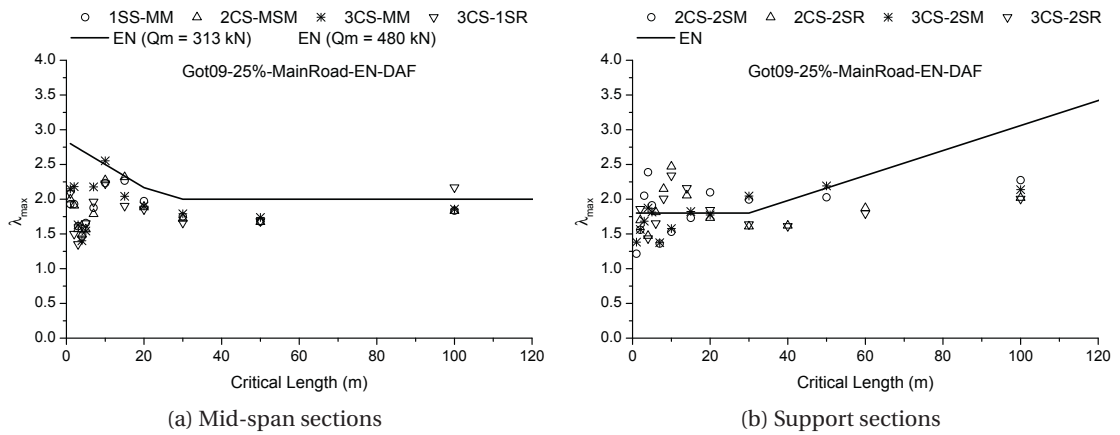 1SS-MM 2CS-MSM 3CS-MM 3CS-1SR
EN (Qm = 313 kN) EN (Qm = 480 kN)
Got09-25%-MainRoad-EN-DAF
4.0
3.5
3.0
2.5
2.0
1.5
1.0
0.5
0.0
λmax
0 20 40 60 80 100 120
Critical Length (m)
(a) Mid-span sections
2CS-2SM 2CS-2SR 3CS-2SM 3CS-2SR
EN
Got09-25%-MainRoad-EN-DAF
4.0
3.5
3.0
2.5
2.0
1.5
1.0
0.5
0.0
λmax
0 20 40 60 80 100 120
Critical Length (m)
(b) Support sections